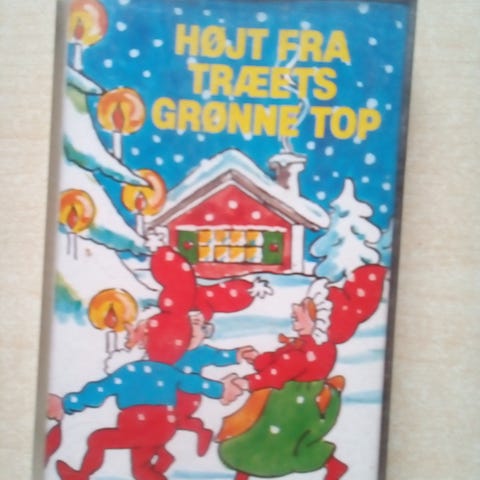 HØJT FRA
TRÆETS
GRØNNE TOP